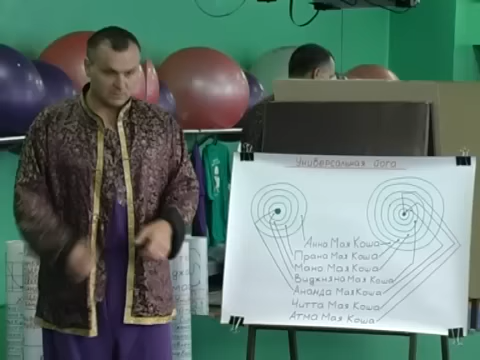 Универсальная йога
Анна Мая Коша
Прана Мая Коша
Мано Мая Коша
Виджняна Мая Коша
Ананда Мая Коша
Читта Мая Коша
Атма Мая Коша